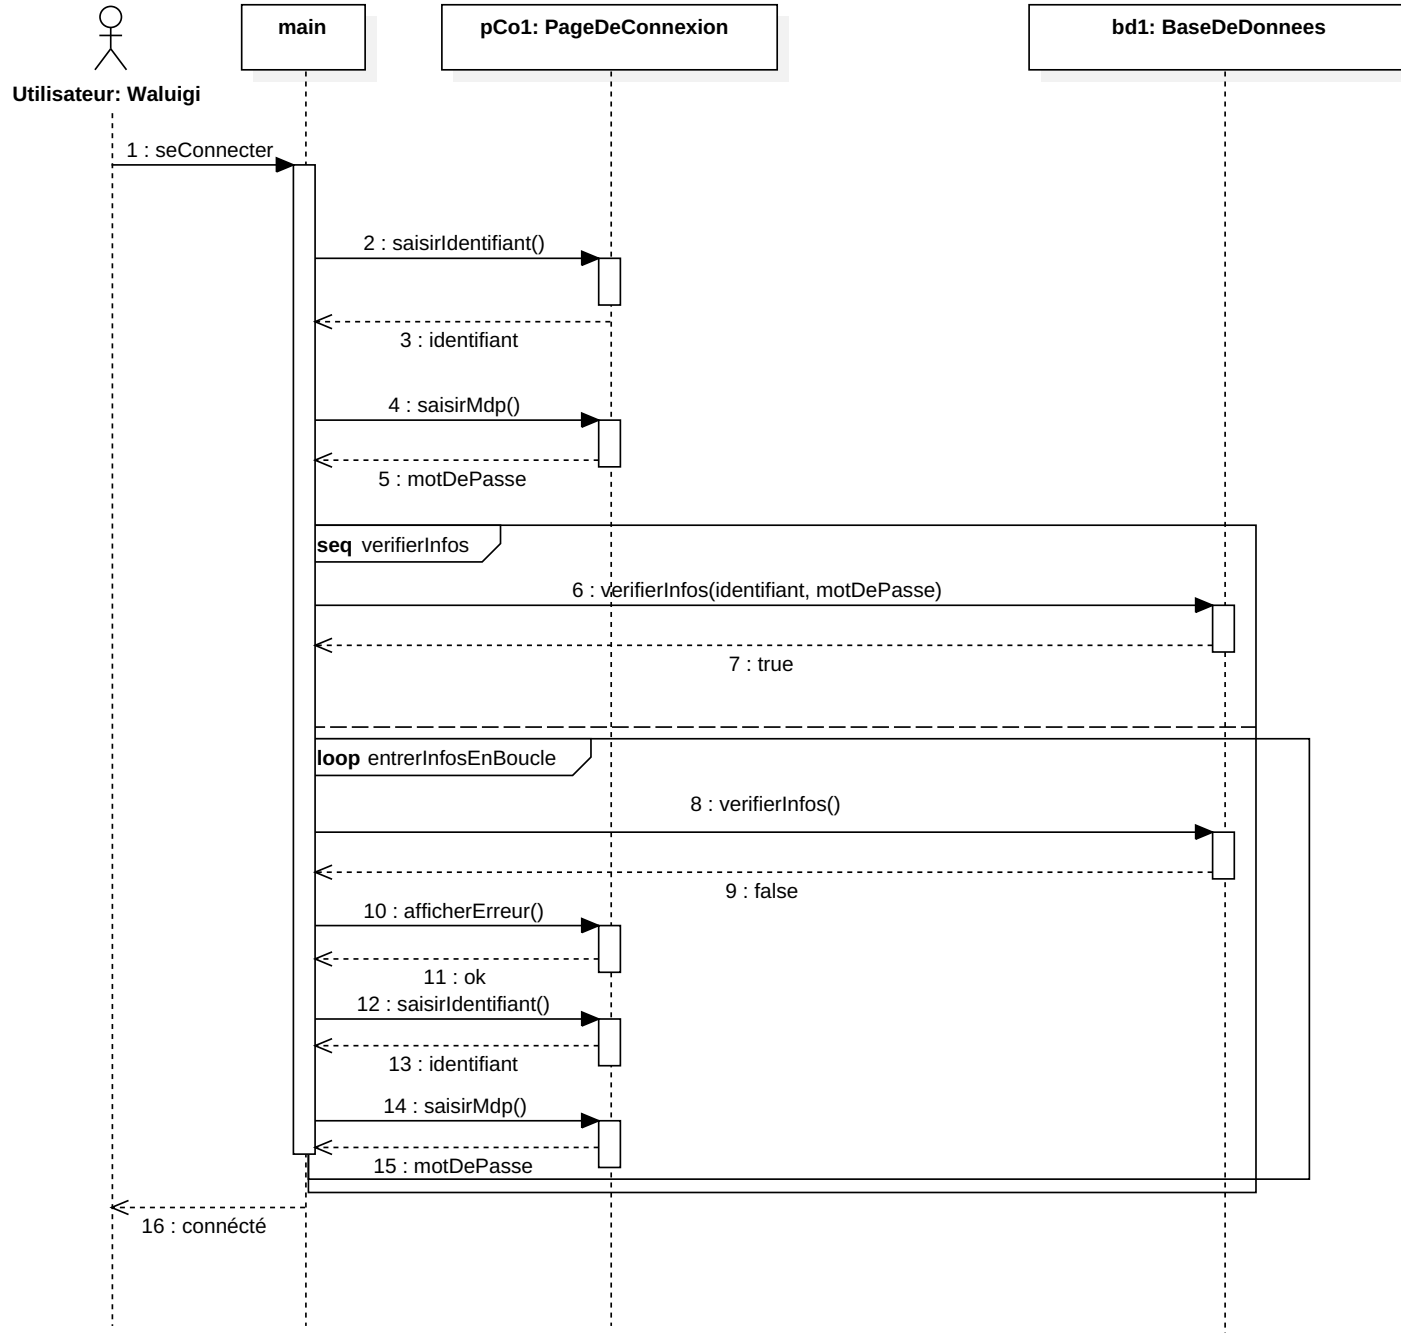 main
pCo1: PageDeConnexion
bd1: BaseDeDonnees
Utilisateur: Waluigi
1 : seConnecter
2 : saisirIdentifiant()
3 : identifiant
4 : saisirMdp()
5 : motDePasse
seq verifierInfos
6 : verifierInfos(identifiant, motDePasse)
7 : true
loop entrerInfosEnBoucle
8 : verifierInfos()
9 : false
10 : afficherErreur()
11 : ok
12 : saisirIdentifiant()
13 : identifiant
14 : saisirMdp()
15 : motDePasse
16 : connécté